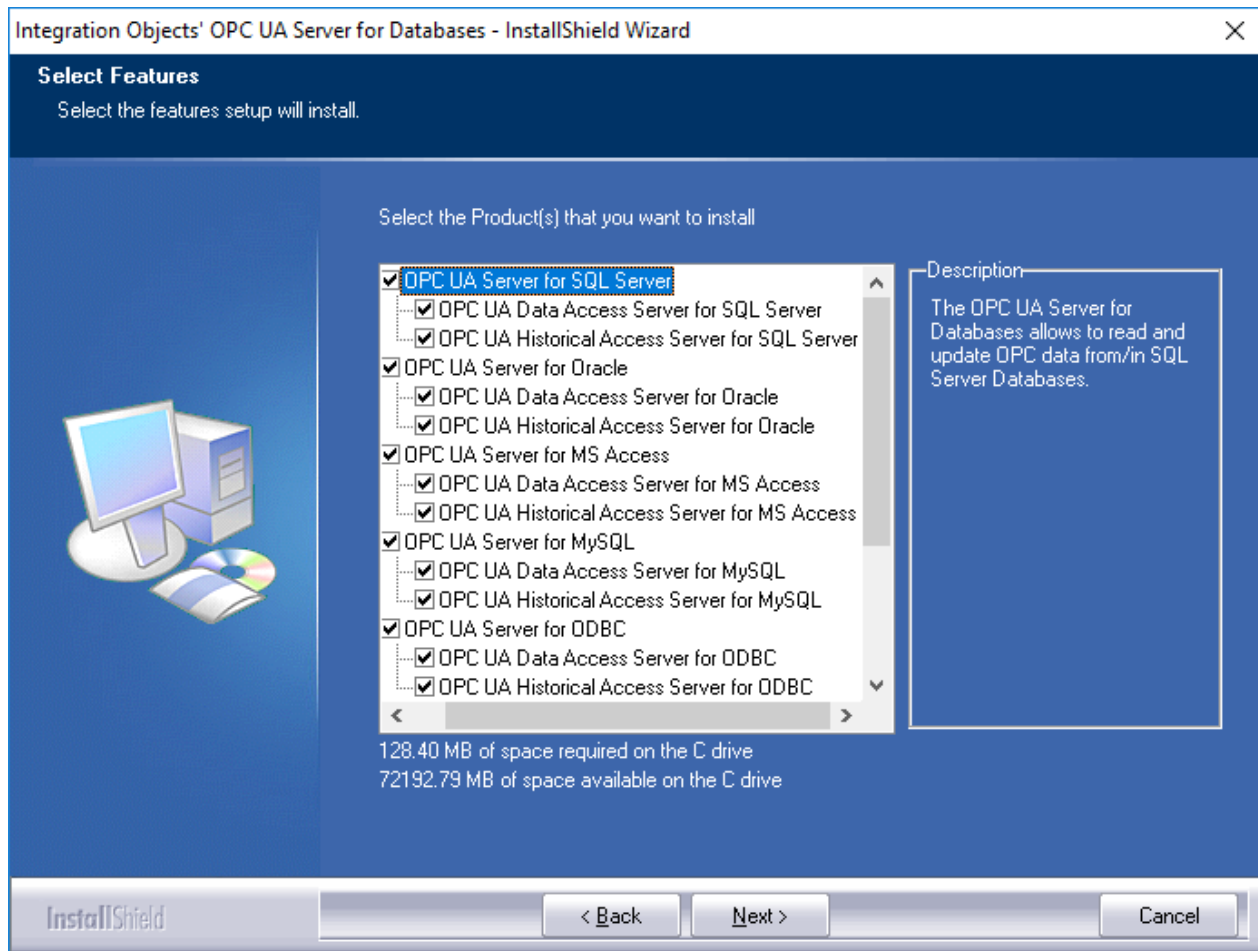 Integration Objects' OPC UA Server for Databases - InstallShield Wizard
Select Features
Select the features setup will install.
Select the Product(s) that you want to install
OPC UA Server for SQL Server
OPC UA Data Access Server for SQL Server
OPC UA Historical Access Server for SQL Server
OPC UA Server for Oracle
OPC UA Data Access Server for Oracle
OPC UA Historical Access Server for Oracle
OPC UA Server for MS Access
OPC UA Data Access Server for MS Access
OPC UA Historical Access Server for MS Access
OPC UA Server for MySQL
OPC UA Data Access Server for MySQL
OPC UA Historical Access Server for MySQL
OPC UA Server for ODBC
OPC UA Data Access Server for ODBC
OPC UA Historical Access Server for ODBC
Description
The OPC UA Server for
Databases allows to read and
update OPC data from/in SQL
Server Databases.
128.40 MB of space required on the C drive
72192.79 MB of space available on the C drive
InstallShield
< Back
Next >
Cancel